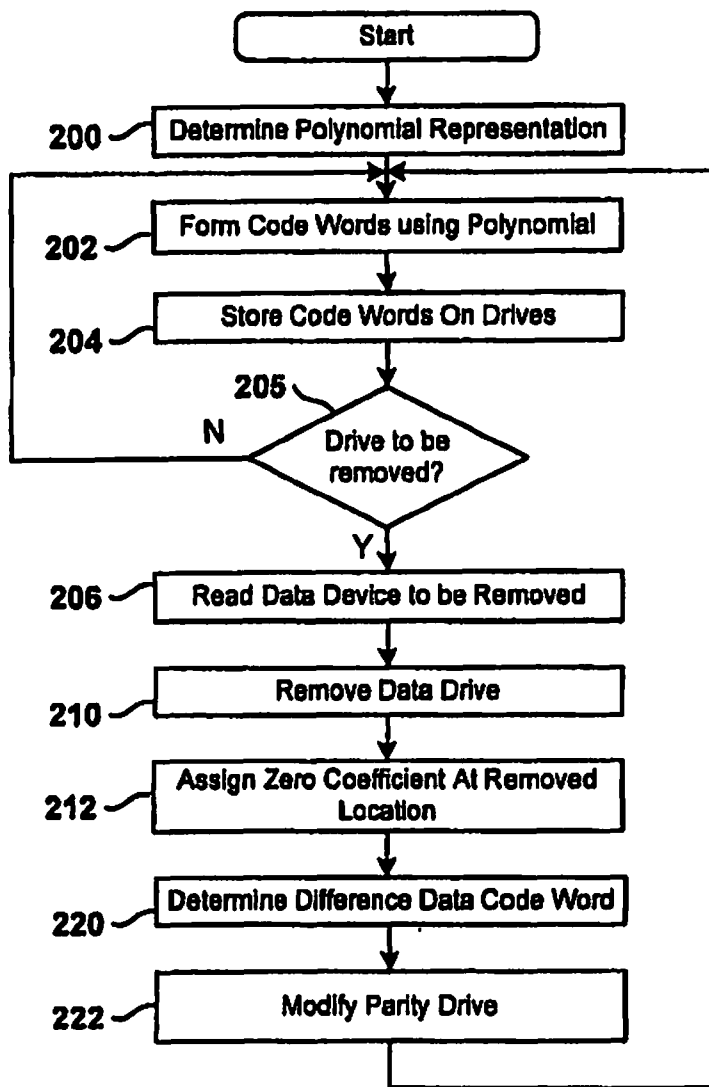 Start
200
Determine Polynomial Representation
202
Form Code Words using Polynomial
204
Store Code Words On Drives
205
N
Drive to be
removed?
Y
206
Read Data Device to be Removed
210
Remove Data Drive
212
Assign Zero Coefficient At Removed
Location
220
Determine Difference Data Code Word
222
Modify Parity Drive